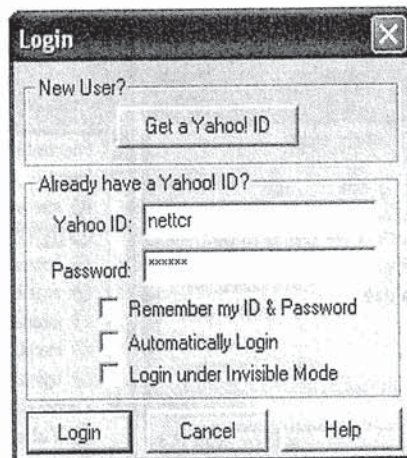 Login
New User?
Get a Yahoo! ID
Already have a Yahoo! ID?
Yahoo ID: nettcr
Password: xxxxxx
Remember my ID & Password
Automatically Login
Login under Invisible Mode
Login Cancel Help